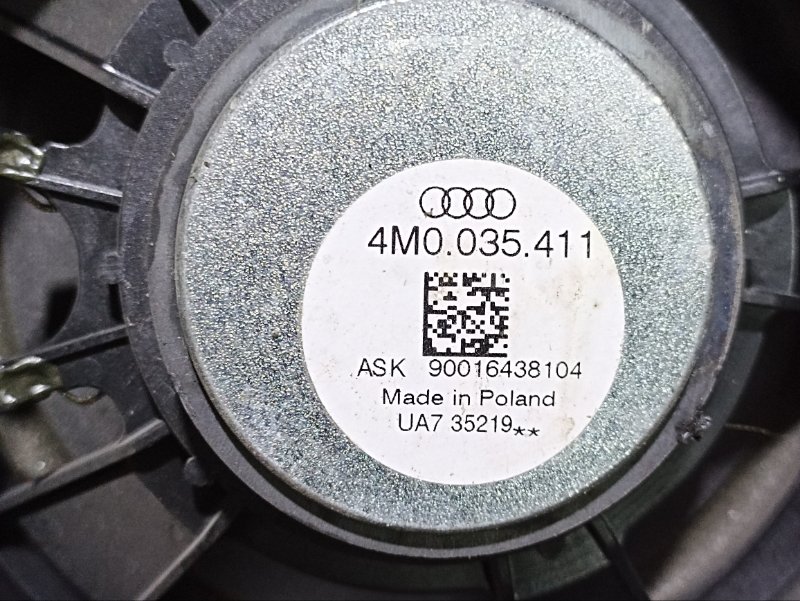 4M0.035.411
ASK 90016438104
Made in Poland
UA7 35219**